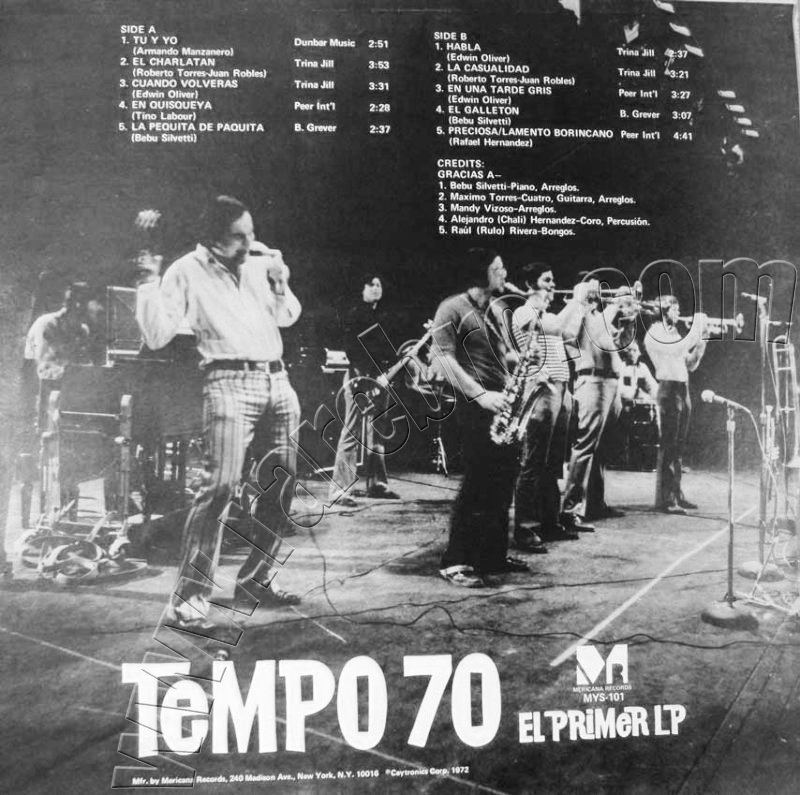 SIDE A
1. TU Y YO Dunbar Music 2:51
(Armando Manzanero)
2. EL CHARLATAN Trina Jill 3:53
(Roberto Torres-Juan Robles)
3. CUANDO VOLVERAS Trina Jill 3:31
(Edwin Oliver)
4. EN QUISQUEYA Peer Int'l 2:28
(Tino Labour)
5. LA PEQUITA DE PAQUITA B. Grever 2:37
(Bebu Silvetti)
SIDE B
1. HABLA Trina Jill 2:37
(Edwin Oliver)
2. LA CASUALIDAD Trina Jill 3:21
(Roberto Torres-Juan Robles)
3. EN UNA TARDE GRIS Peer Int'l 3:27
(Edwin Oliver)
4. EL GALLETON B. Grever 3:07
(Bebu Silvetti)
5. PRECIOSA/LAMENTO BORINCANO Peer Int'l 4:41
(Rafael Hernandez)
CREDITS:
GRACIAS A—
1. Bebu Silvetti-Piano, Arreglos.
2. Maximo Torres-Cuatro, Guitarra, Arreglos.
3. Mandy Vizoso-Arreglos.
4. Alejandro (Chali) Hernandez-Coro, Percusión.
5. Raúl (Rulo) Rivera-Bongos.
www.rarebro.com
TeMPO 70
MERICANA RECORDS
MYS-101
EL PRiMeR LP
Mfr. by Mericana Records, 240 Madison Ave., New York, N.Y. 10016 ℗Caytronics Corp. 1972